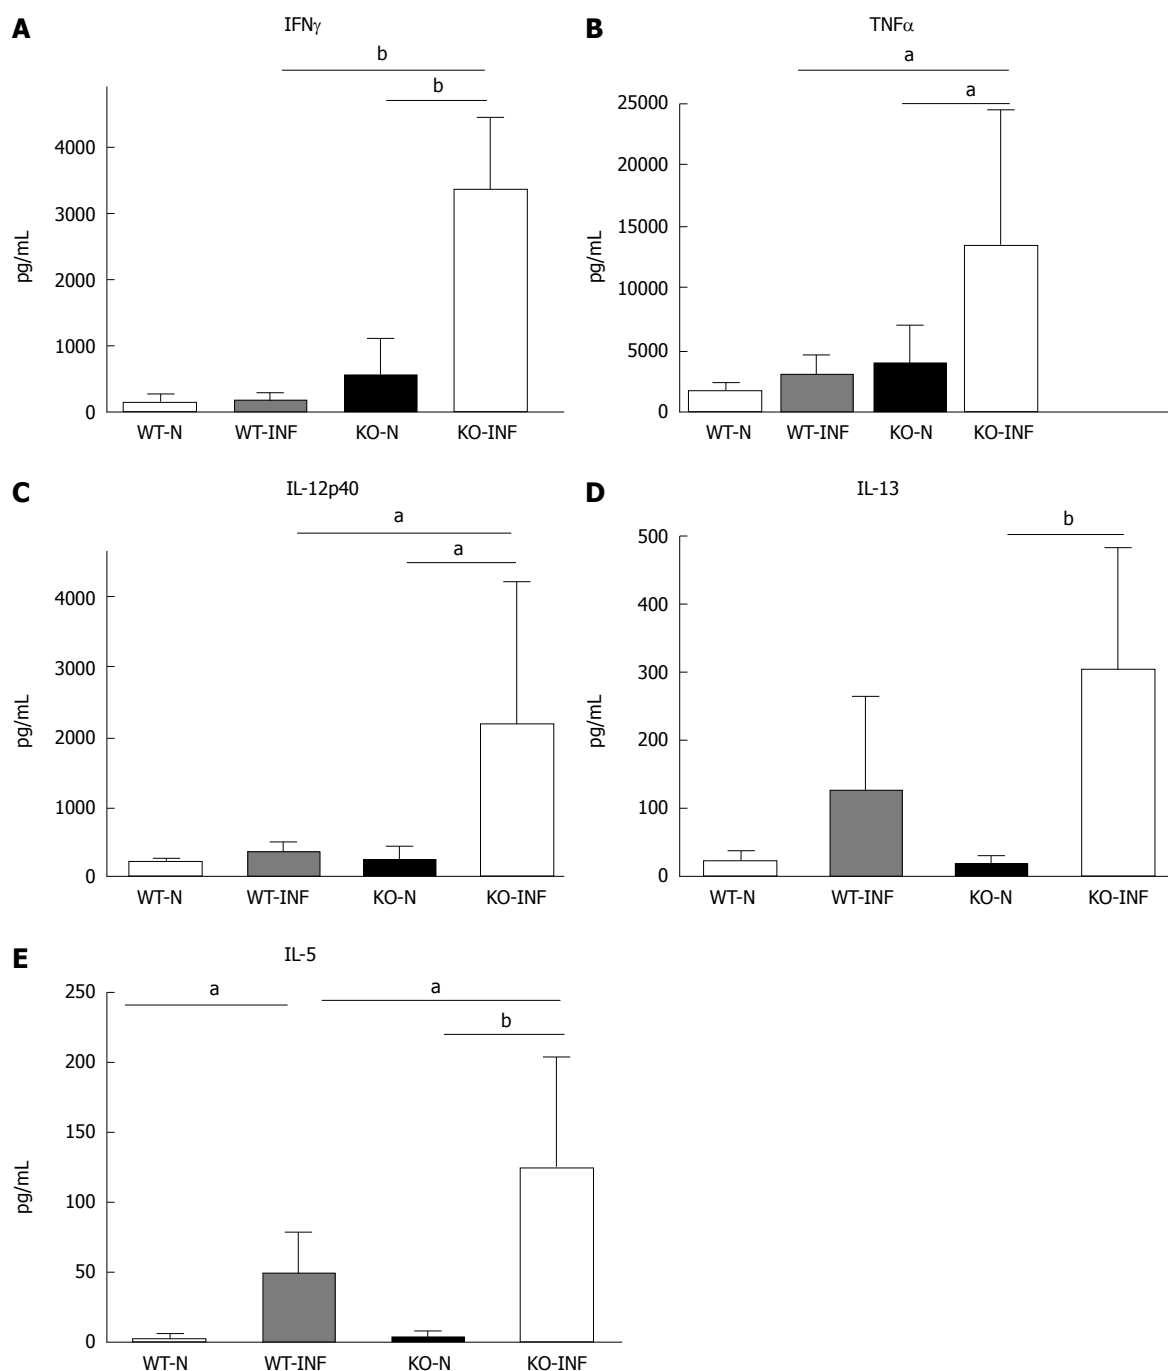 A
IFNγ
b
b
4000
3000
2000
1000
0
pg/mL
WT-N
WT-INF
KO-N
KO-INF
B
TNFα
a
a
25000
20000
15000
10000
5000
0
pg/mL
WT-N
WT-INF
KO-N
KO-INF
C
IL-12p40
a
a
4000
3000
2000
1000
0
pg/mL
WT-N
WT-INF
KO-N
KO-INF
D
IL-13
b
500
400
300
200
100
0
pg/mL
WT-N
WT-INF
KO-N
KO-INF
E
IL-5
a
a
b
250
200
150
100
50
0
pg/mL
WT-N
WT-INF
KO-N
KO-INF